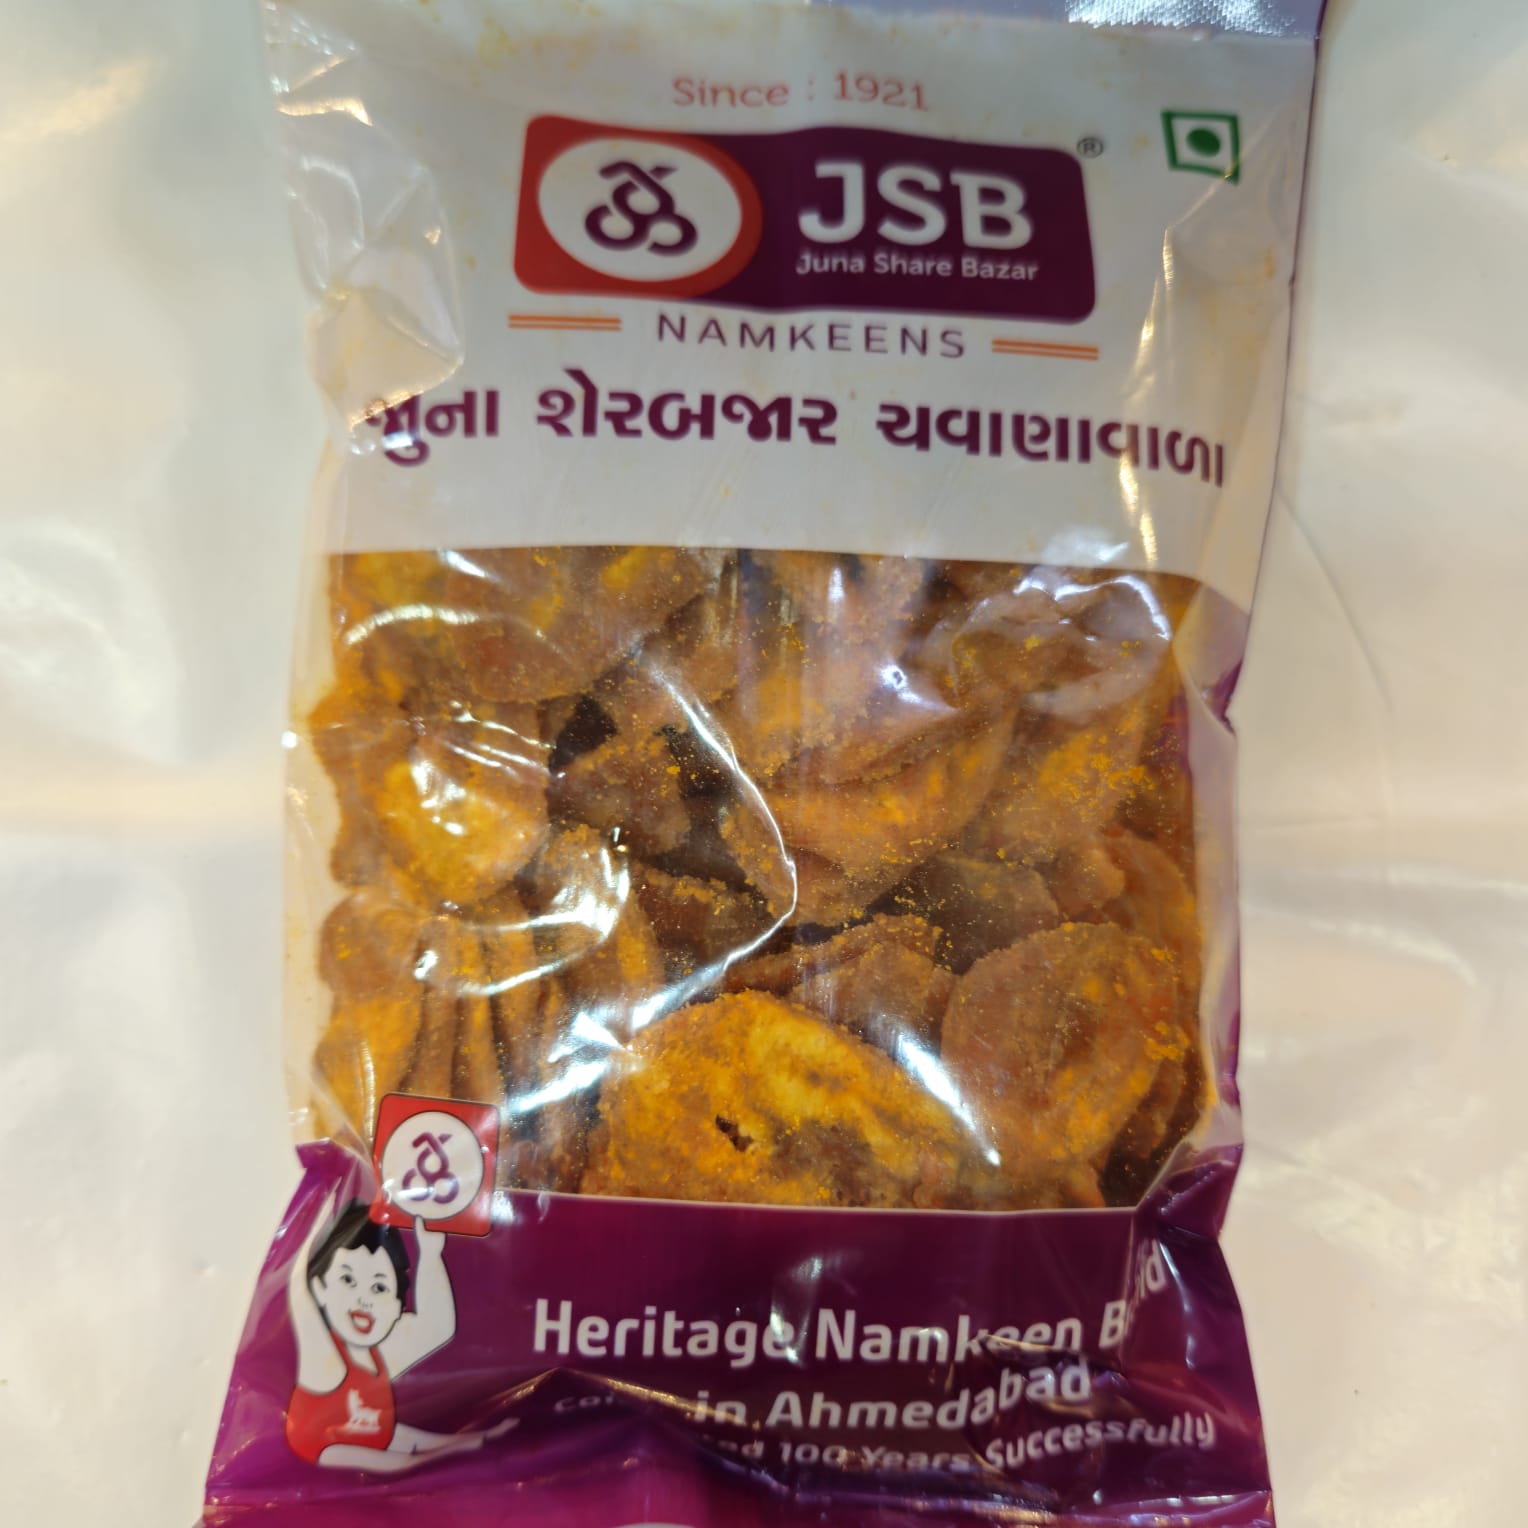 Since : 1921
JSB
®
Juna Share Bazar
NAMKEENS
જુના શેરબજાર ચવાણાવાળા
Heritage Namkeen
in Ahmedabad
100 Years Successfully